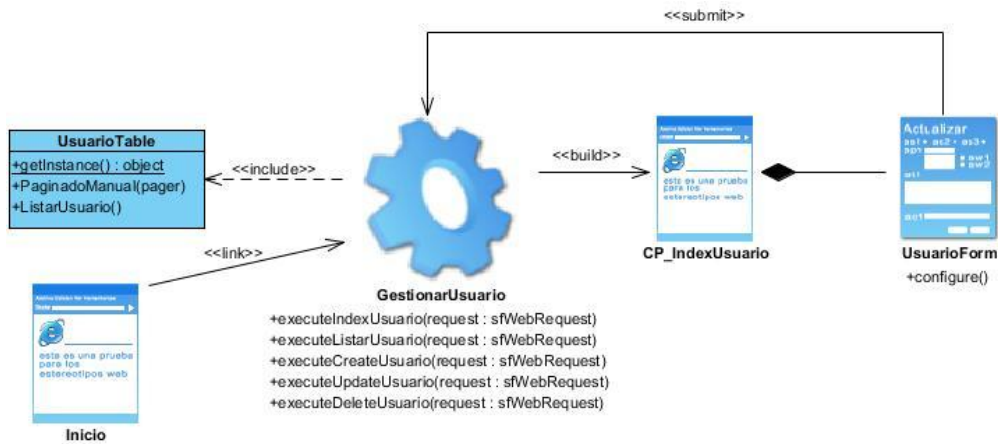 <<submit>>
UsuarioTable
+getInstance() : object
+PaginadoManual(pager)
+ListarUsuario()
<<include>>
<<build>>
<<link>>
CP_IndexUsuario
este es una prueba
para los
estereotipos web
Actualizar
UsuarioForm
+configure()
GestionarUsuario
+executeIndexUsuario(request : sfWebRequest)
+executeListarUsuario(request : sfWebRequest)
+executeCreateUsuario(request : sfWebRequest)
+executeUpdateUsuario(request : sfWebRequest)
+executeDeleteUsuario(request : sfWebRequest)
este es una prueba
para los
estereotipos web
Inicio